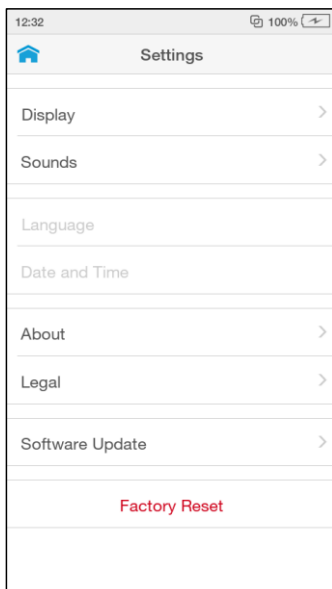 12:32 100%
Settings
Display
Sounds
Language
Date and Time
About
Legal
Software Update
Factory Reset